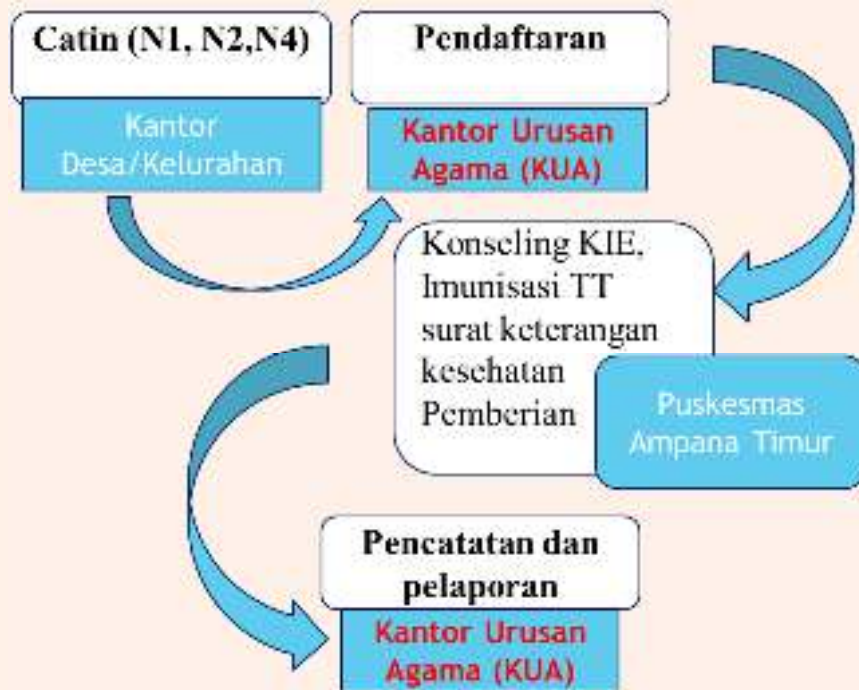 Catin (N1, N2,N4)
Kantor
Desa/Kelurahan
Pendaftaran
Kantor Urusan
Agama (KUA)
Konseling KIE,
Imunisasi TT
surat keterangan
kesehatan
Pemberian
Puskesmas
Ampana Timur
Pencatatan dan
pelaporan
Kantor Urusan
Agama (KUA)